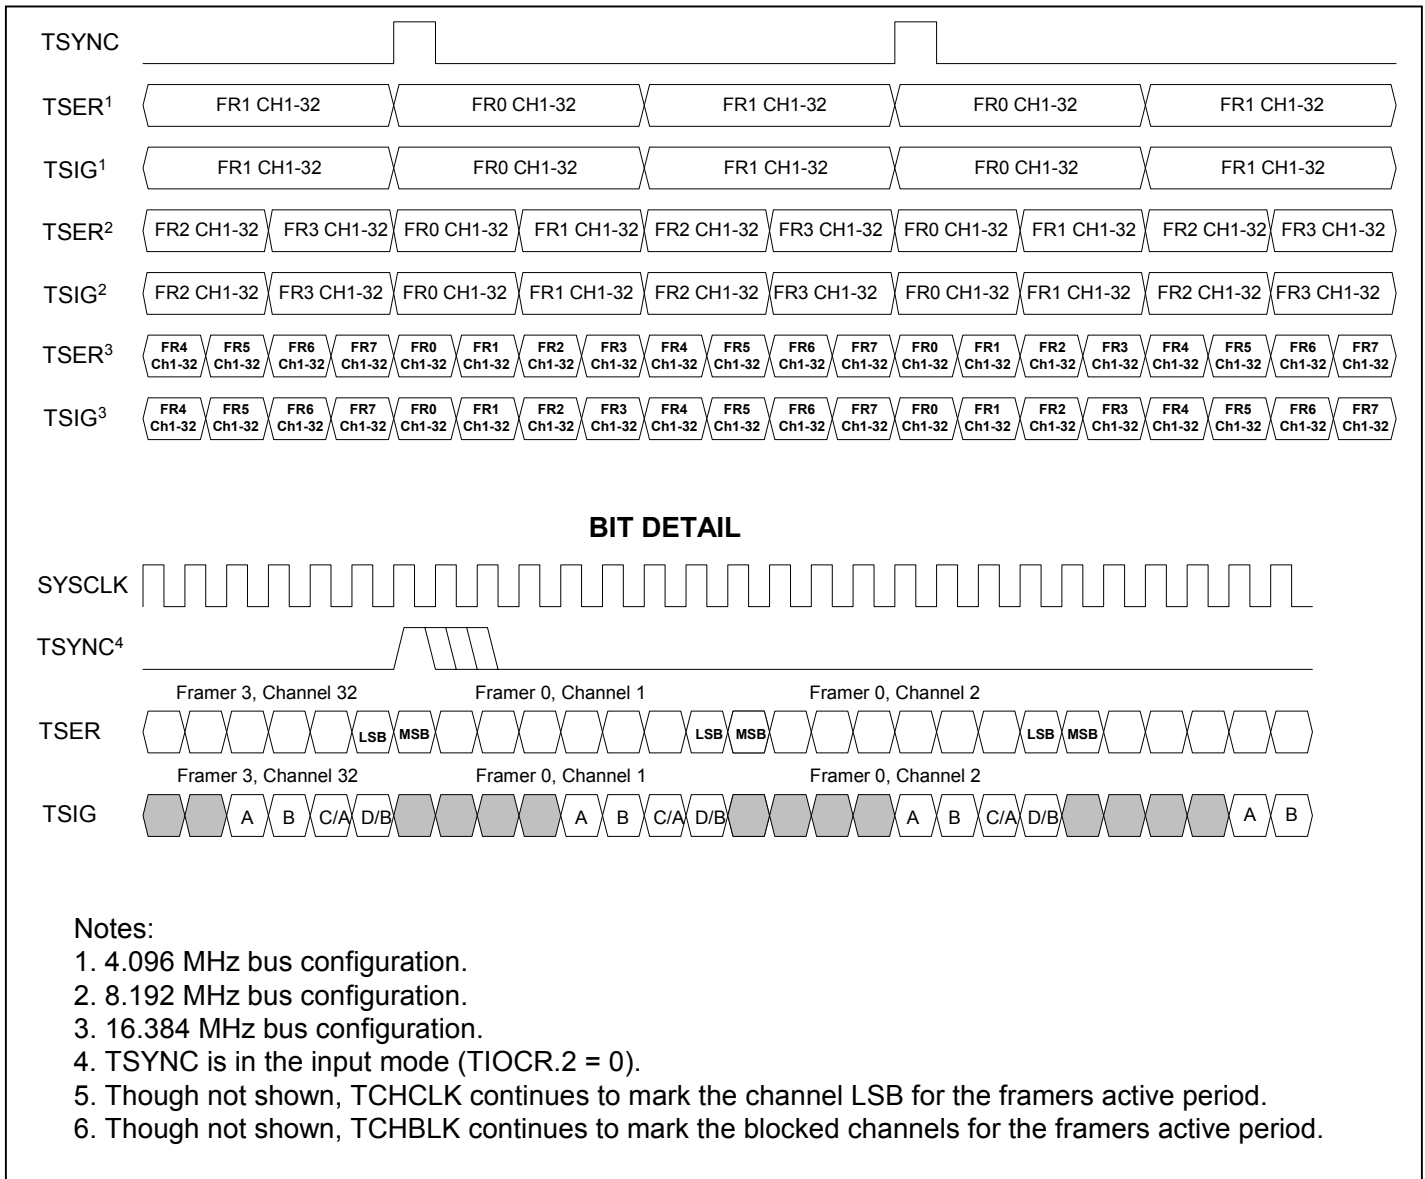 TSYNC
TSER¹ FR1 CH1-32 FR0 CH1-32 FR1 CH1-32 FR0 CH1-32 FR1 CH1-32
TSIG¹ FR1 CH1-32 FR0 CH1-32 FR1 CH1-32 FR0 CH1-32 FR1 CH1-32
TSER² FR2 CH1-32 FR3 CH1-32 FR0 CH1-32 FR1 CH1-32 FR2 CH1-32 FR3 CH1-32 FR0 CH1-32 FR1 CH1-32 FR2 CH1-32 FR3 CH1-32
TSIG² FR2 CH1-32 FR3 CH1-32 FR0 CH1-32 FR1 CH1-32 FR2 CH1-32 FR3 CH1-32 FR0 CH1-32 FR1 CH1-32 FR2 CH1-32 FR3 CH1-32
FR4 FR5 FR6 FR7 FR0 FR1 FR2 FR3 FR4 FR5 FR6 FR7 FR0 FR1 FR2 FR3 FR4 FR5 FR6 FR7
TSER³ Ch1-32 Ch1-32 Ch1-32 Ch1-32 Ch1-32 Ch1-32 Ch1-32 Ch1-32 Ch1-32 Ch1-32 Ch1-32 Ch1-32 Ch1-32 Ch1-32 Ch1-32 Ch1-32 Ch1-32 Ch1-32 Ch1-32 Ch1-32
FR4 FR5 FR6 FR7 FR0 FR1 FR2 FR3 FR4 FR5 FR6 FR7 FR0 FR1 FR2 FR3 FR4 FR5 FR6 FR7
TSIG³ Ch1-32 Ch1-32 Ch1-32 Ch1-32 Ch1-32 Ch1-32 Ch1-32 Ch1-32 Ch1-32 Ch1-32 Ch1-32 Ch1-32 Ch1-32 Ch1-32 Ch1-32 Ch1-32 Ch1-32 Ch1-32 Ch1-32 Ch1-32
BIT DETAIL
SYSCLK
TSYNC⁴
Framer 3, Channel 32 Framer 0, Channel 1 Framer 0, Channel 2
TSER LSB MSB LSB MSB LSB MSB
Framer 3, Channel 32 Framer 0, Channel 1 Framer 0, Channel 2
TSIG A B C/A D/B A B C/A D/B A B C/A D/B A B
Notes:
1. 4.096 MHz bus configuration.
2. 8.192 MHz bus configuration.
3. 16.384 MHz bus configuration.
4. TSYNC is in the input mode (TIOCR.2 = 0).
5. Though not shown, TCHCLK continues to mark the channel LSB for the framers active period.
6. Though not shown, TCHBLK continues to mark the blocked channels for the framers active period.